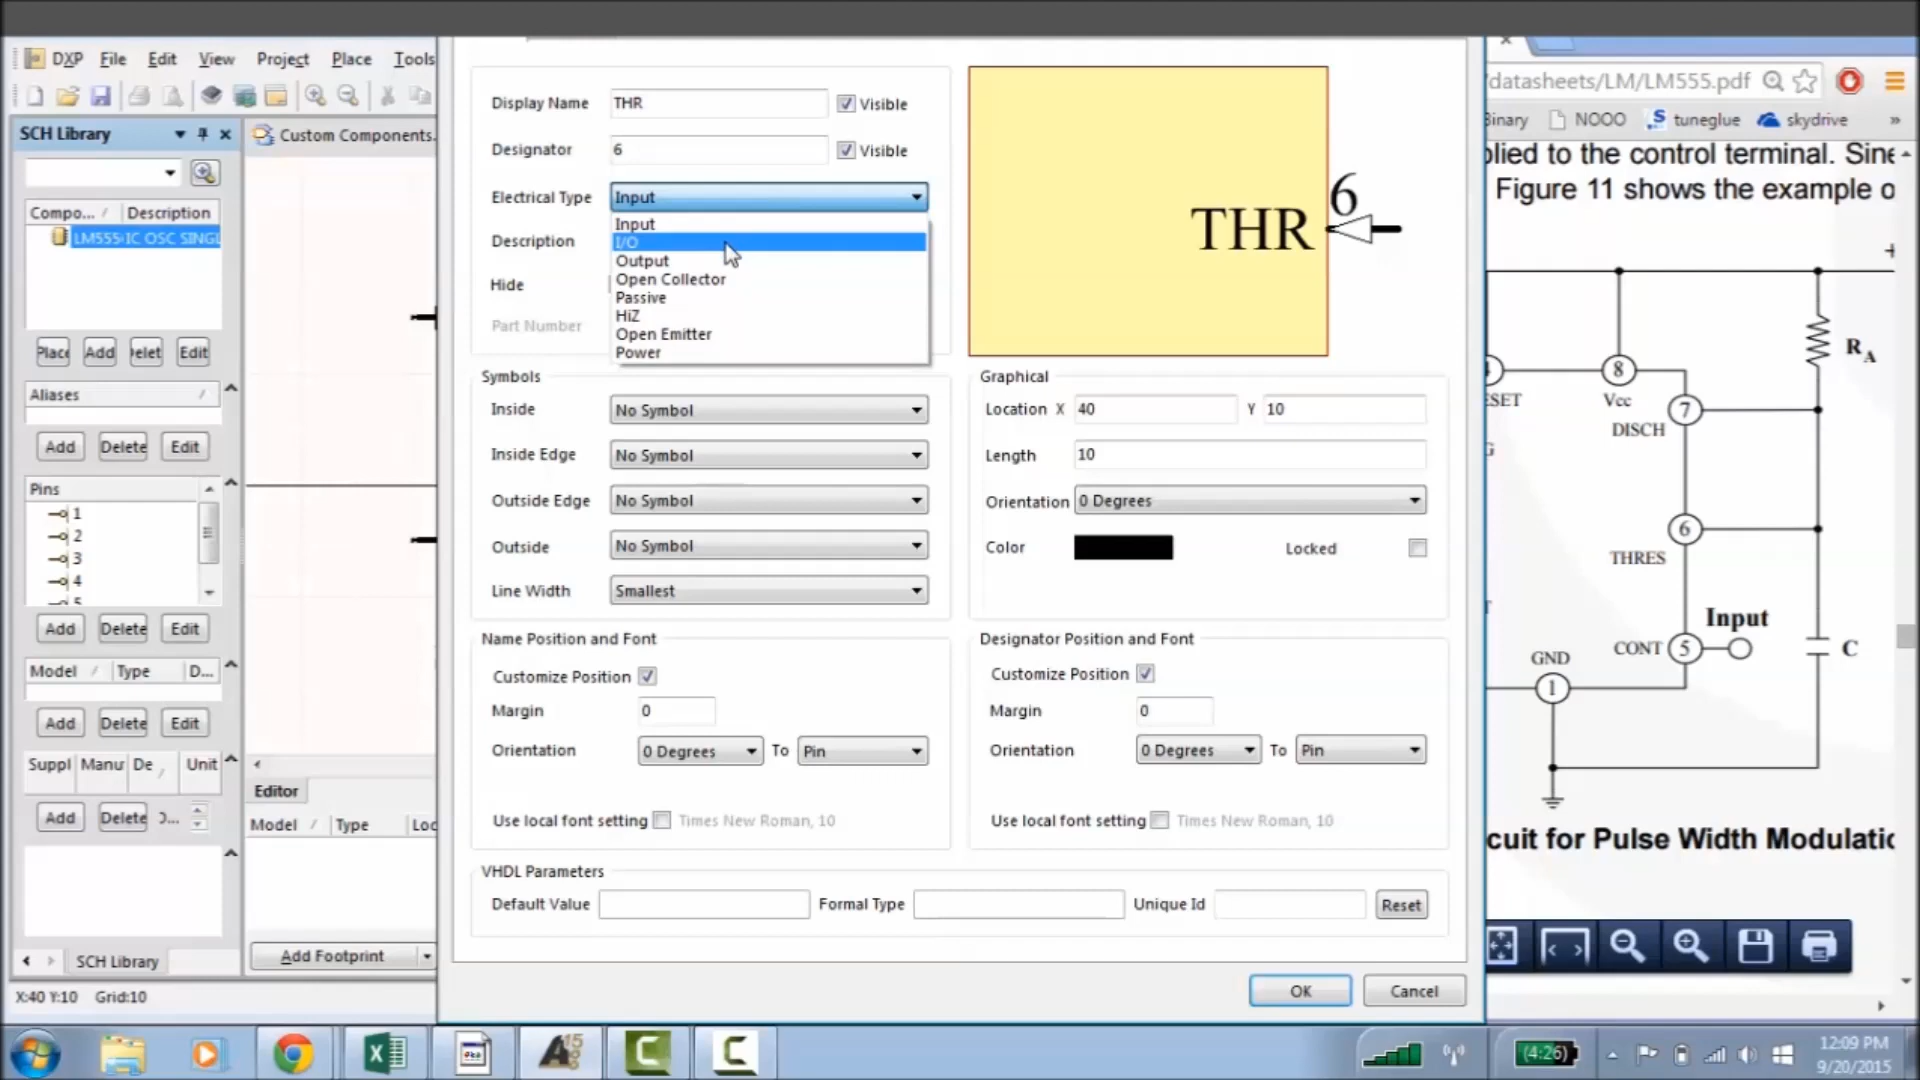 DXP File Edit View Project Place Tools
SCH Library
Custom Components.
Compo... / Description
LM555 IC OSC SINGL
Place Add Delet Edit
Aliases /
Add Delete Edit
Pins
1
2
3
4
5
Add Delete Edit
Model / Type D...
Add Delete Edit
Suppl Manu De / Unit
Add Delete D...
SCH Library
X:40 Y:10 Grid:10
Editor
Model / Type Loc
Add Footprint
Display Name THR Visible
Designator 6 Visible
Electrical Type Input
Input
I/O
Output
Open Collector
Passive
HiZ
Open Emitter
Power
Description
Hide
Part Number
THR 6
Symbols
Inside No Symbol
Inside Edge No Symbol
Outside Edge No Symbol
Outside No Symbol
Line Width Smallest
Graphical
Location X 40 Y 10
Length 10
Orientation 0 Degrees
Color Locked
Name Position and Font
Customize Position
Margin 0
Orientation 0 Degrees To Pin
Use local font setting Times New Roman, 10
Designator Position and Font
Customize Position
Margin 0
Orientation 0 Degrees To Pin
Use local font setting Times New Roman, 10
VHDL Parameters
Default Value Formal Type Unique Id Reset
OK Cancel
/datasheets/LM/LM555.pdf
Binary NOOO tuneglue skydrive »
plied to the control terminal. Sine
Figure 11 shows the example o
+
RA
8
ESET Vcc
7
DISCH
6
THRES
Input
CONT 5
C
GND
1
cuit for Pulse Width Modulatio
(4:26)
12:09 PM
9/20/2015